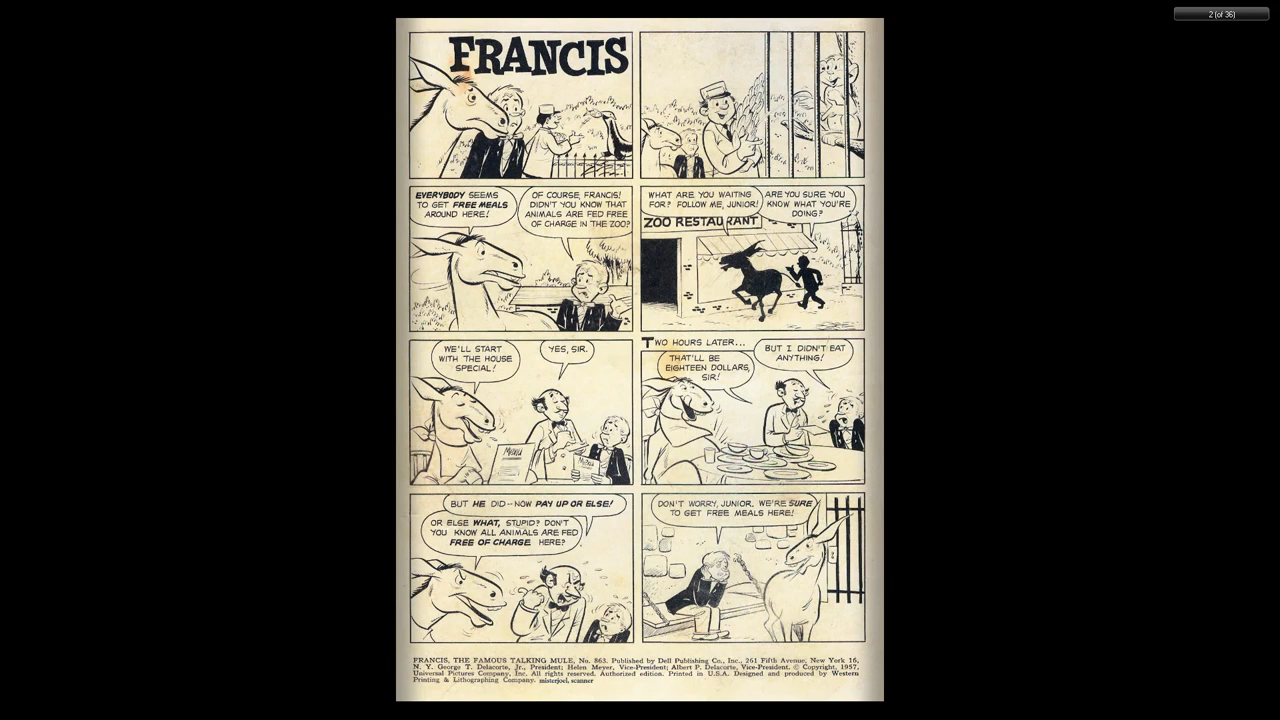 2 (of 36)
FRANCIS
EVERYBODY SEEMS
TO GET FREE MEALS
AROUND HERE!
OF COURSE, FRANCIS!
DIDN'T YOU KNOW THAT
ANIMALS ARE FED FREE
OF CHARGE IN THE ZOO?
WHAT ARE YOU WAITING
FOR? FOLLOW ME, JUNIOR!
ARE YOU SURE YOU
KNOW WHAT YOU'RE
DOING?
ZOO RESTAURANT
WE'LL START
WITH THE HOUSE
SPECIAL!
YES, SIR.
Menu
Menu
TWO HOURS LATER...
THAT'LL BE
EIGHTEEN DOLLARS,
SIR!
BUT I DIDN'T EAT
ANYTHING!
BUT HE DID--NOW PAY UP OR ELSE!
OR ELSE WHAT, STUPID? DON'T
YOU KNOW ALL ANIMALS ARE FED
FREE OF CHARGE HERE?
DON'T WORRY, JUNIOR. WE'RE SURE
TO GET FREE MEALS HERE!
FRANCIS, THE FAMOUS TALKING MULE, No. 863. Published by Dell Publishing Co., Inc., 261 Fifth Avenue, New York 16,
N. Y. George T. Delacorte, Jr., President; Helen Meyer, Vice-President; Albert P. Delacorte, Vice-President. © Copyright, 1957,
Universal Pictures Company, Inc. All rights reserved. Authorized edition. Printed in U.S.A. Designed and produced by Western
Printing & Lithographing Company. misterjoel, scanner